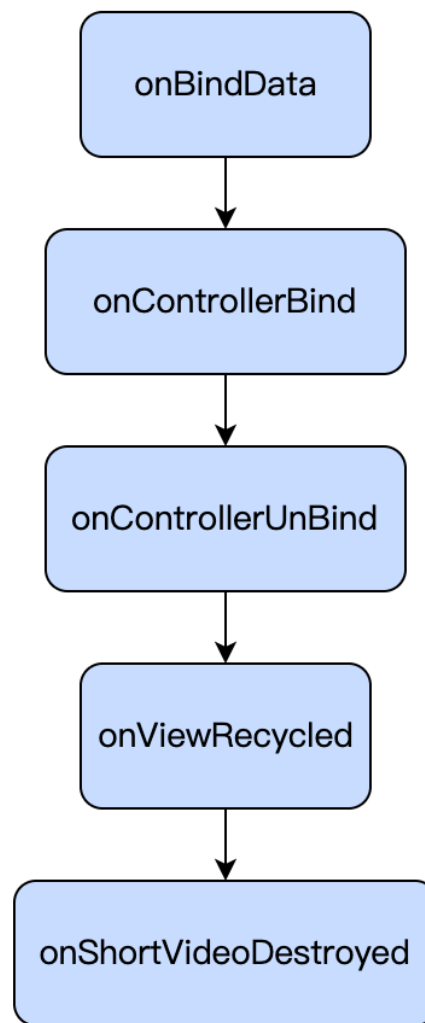 onBindData
onControllerBind
onControllerUnBind
onViewRecycled
onShortVideoDestroyed